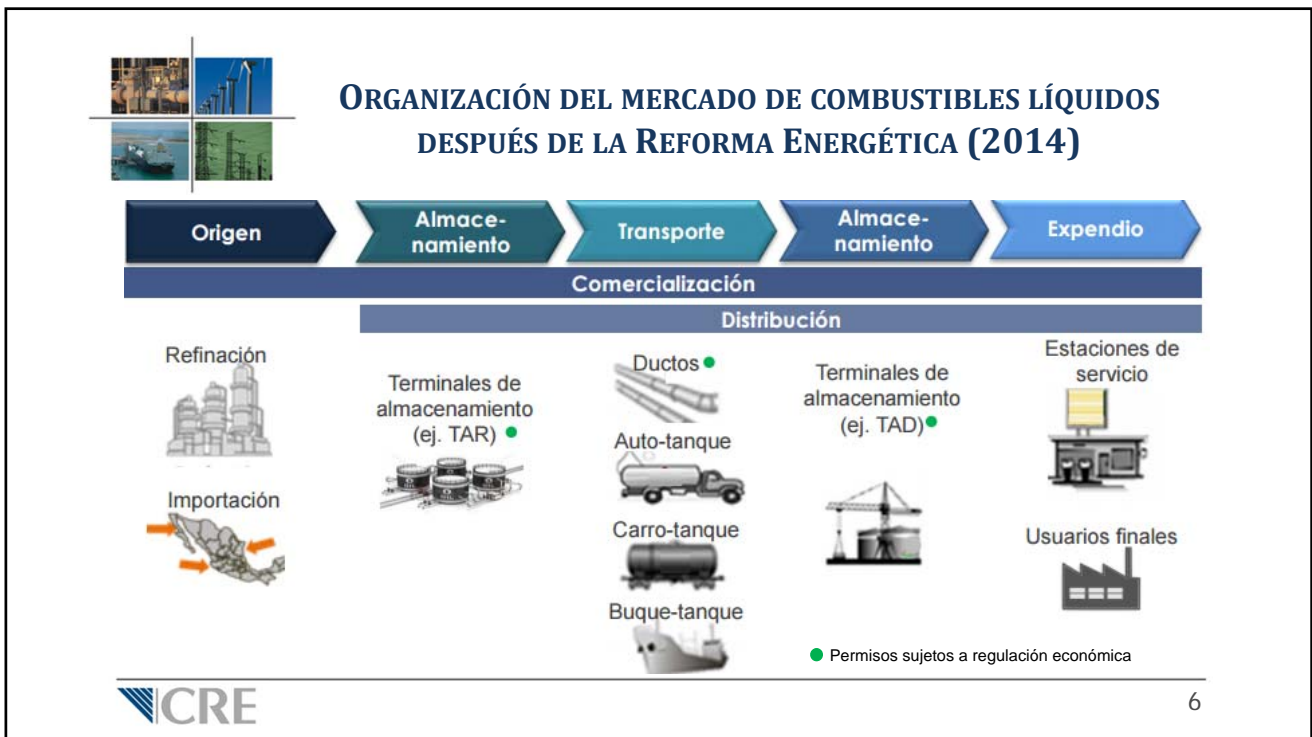 ORGANIZACIÓN DEL MERCADO DE COMBUSTIBLES LÍQUIDOS
DESPUÉS DE LA REFORMA ENERGÉTICA (2014)
Origen
Almace-
namiento
Transporte
Almace-
namiento
Expendio
Comercialización
Distribución
Refinación
Importación
Terminales de
almacenamiento
(ej. TAR)
Ductos
Auto-tanque
Carro-tanque
Buque-tanque
Terminales de
almacenamiento
(ej. TAD)
Estaciones de
servicio
Usuarios finales
Permisos sujetos a regulación económica
CRE
6